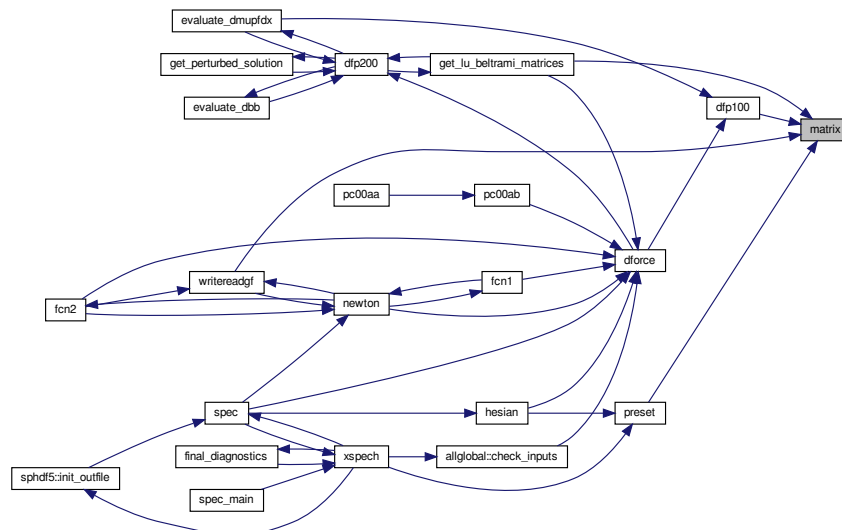 evaluate_dmupfdx
get_perturbed_solution
dfp200
get_lu_beltrami_matrices
evaluate_dbb
dfp100
matrix
pc00aa
pc00ab
dforce
writereadgf
fcn1
fcn2
newton
spec
hesian
preset
final_diagnostics
xspech
allglobal::check_inputs
sphdf5::init_outfile
spec_main